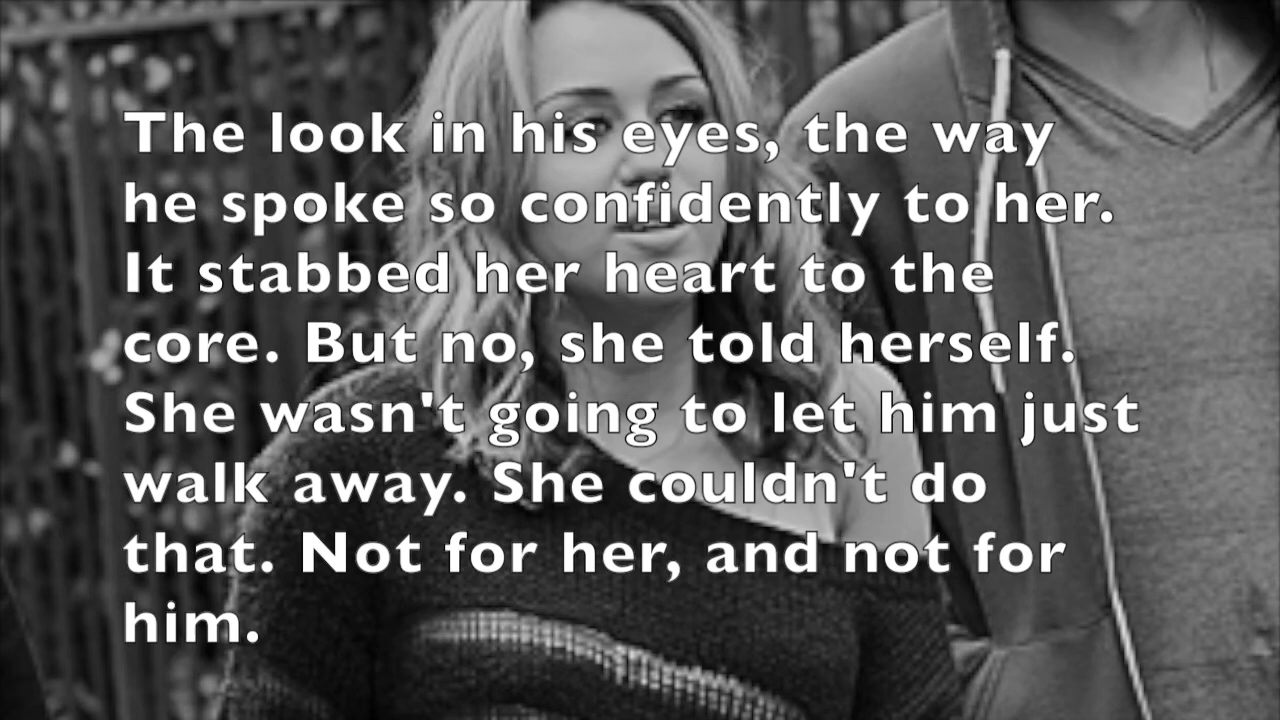 The look in his eyes, the way
he spoke so confidently to her.
It stabbed her heart to the
core. But no, she told herself.
She wasn't going to let him just
walk away. She couldn't do
that. Not for her, and not for
him.